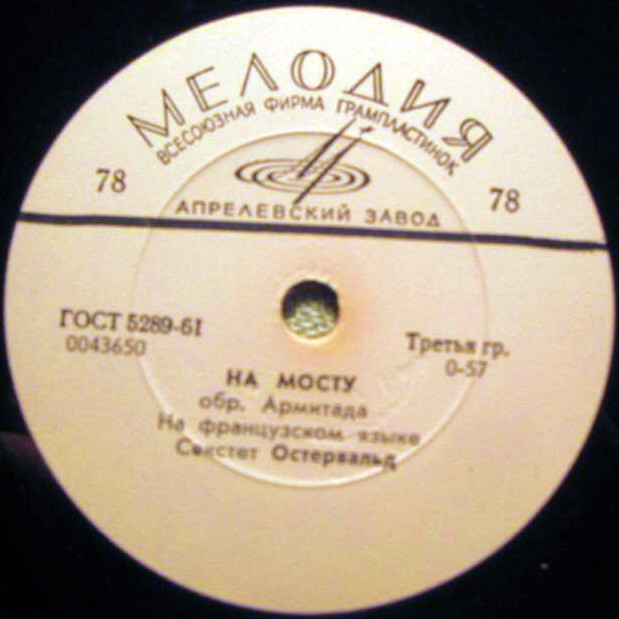 МЕЛОДИЯ
ВСЕСОЮЗНАЯ ФИРМА ГРАМПЛАСТИНОК
78 78
АПРЕЛЕВСКИЙ ЗАВОД
ГОСТ 5289-61 Третья гр.
0043650 0-57
НА МОСТУ
обр. Армитада
На французском языке
Секстет Остервальд